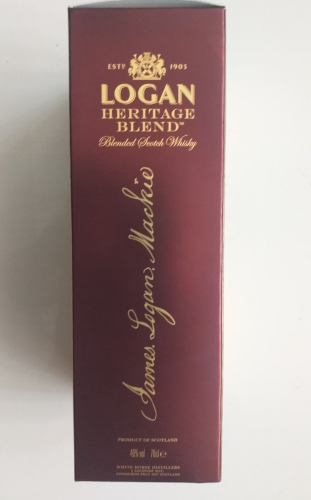 ESTD 1903
LOGAN
HERITAGE
BLEND™
Blended Scotch Whisky
James Logan Mackie
PRODUCT OF SCOTLAND
40%vol 70cl e
WHITE HORSE DISTILLERS